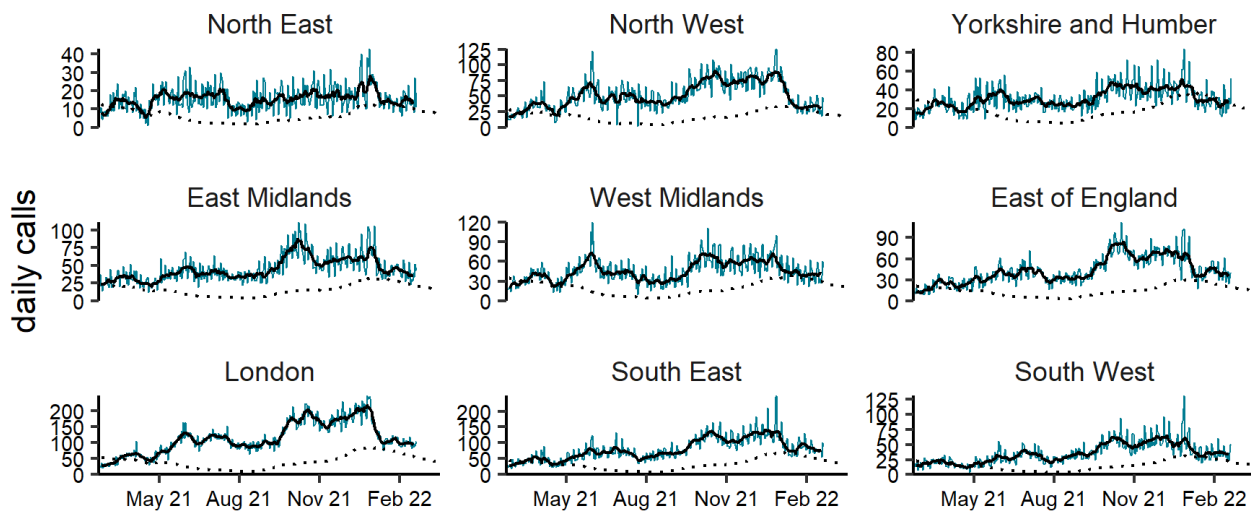 North East North West Yorkshire and Humber
40 30 20 10 0
125 100 75 50 25 0
80 60 40 20 0
daily calls
East Midlands West Midlands East of England
100 75 50 25 0
120 90 60 30 0
90 60 30 0
London South East South West
200 150 100 50 0
200 150 100 50 0
125 100 75 50 25 0
May 21 Aug 21 Nov 21 Feb 22 May 21 Aug 21 Nov 21 Feb 22 May 21 Aug 21 Nov 21 Feb 22